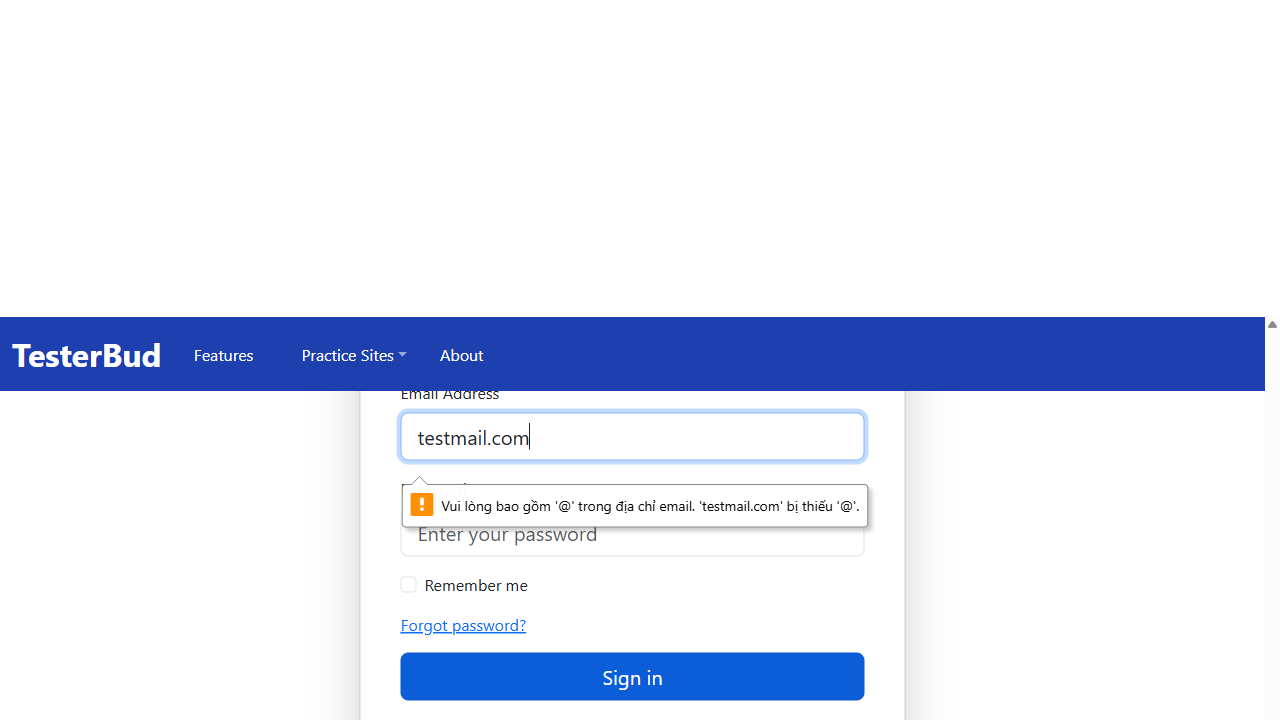 TesterBud Features Practice Sites About
Email Address
testmail.com
! Vui lòng bao gồm '@' trong địa chỉ email. 'testmail.com' bị thiếu '@'.
Enter your password
Remember me
Forgot password?
Sign in